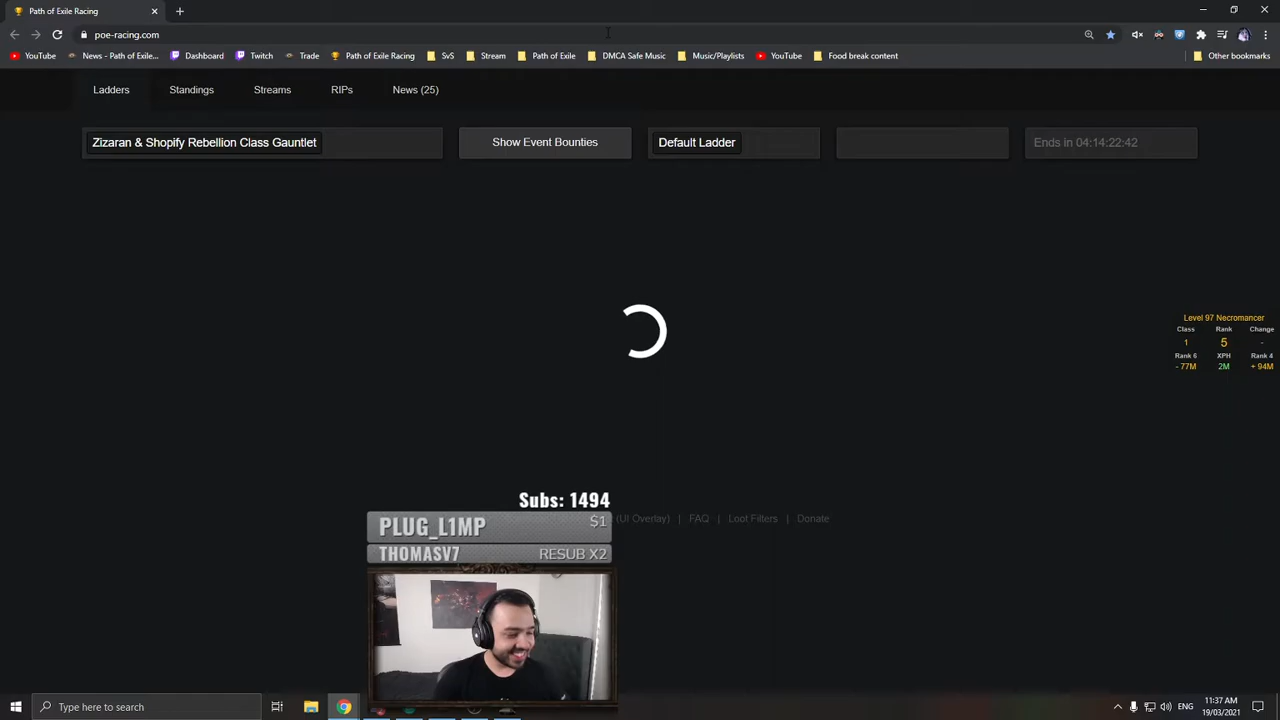 Path of Exile Racing
poe-racing.com
YouTube
News - Path of Exile...
Dashboard
Twitch
Trade
Path of Exile Racing
SvS
Stream
Path of Exile
DMCA Safe Music
Music/Playlists
YouTube
Food break content
Other bookmarks
Ladders
Standings
Streams
RIPs
News (25)
Zizaran & Shopify Rebellion Class Gauntlet
Show Event Bounties
Default Ladder
Ends in 04:14:22:42
Level 97 Necromancer
Class Rank Change
1 5 -
Rank 6 XPH Rank 4
- 77M 2M + 94M
Subs: 1494
PLUG_L1MP $1
THOMASV7 RESUB X2
(UI Overlay) | FAQ | Loot Filters | Donate
Type here to search
ENG
11:37 AM
19/03/2021